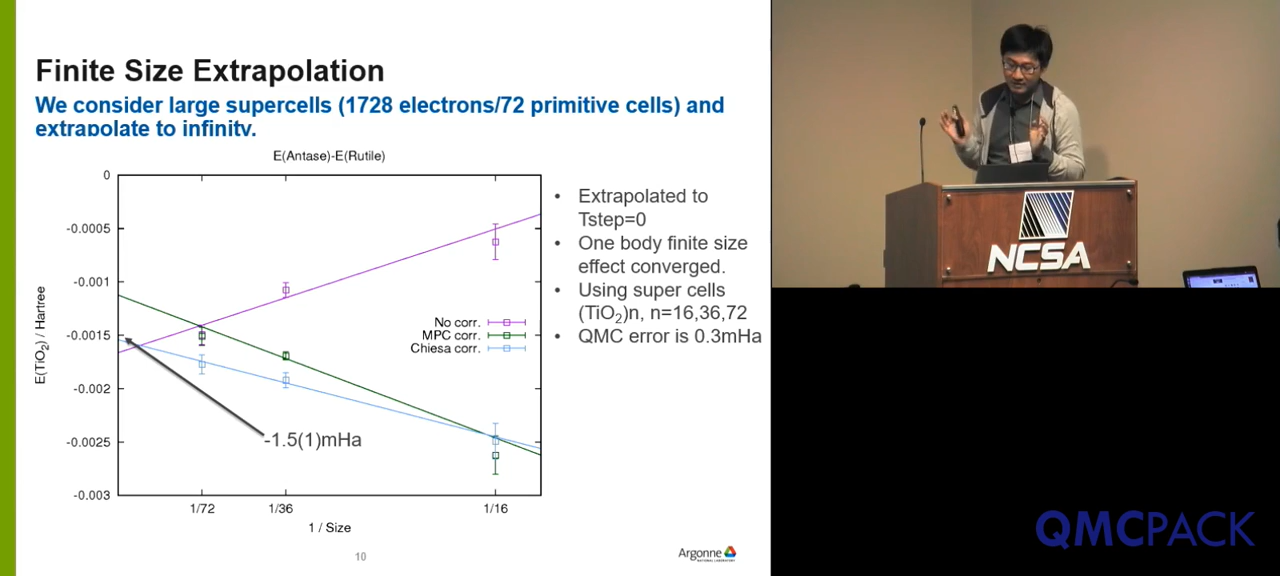 Finite Size Extrapolation
We consider large supercells (1728 electrons/72 primitive cells) and
extrapolate to infinity.
E(Antase)-E(Rutile)
0
-0.0005
-0.001
-0.0015
-0.002
-0.0025
-0.003
E(TiO2) / Hartree
No corr.
MPC corr.
Chiesa corr.
-1.5(1)mHa
1/72
1/36
1/16
1 / Size
• Extrapolated to
Tstep=0
• One body finite size
effect converged.
• Using super cells
(TiO2)n, n=16,36,72
• QMC error is 0.3mHa
10
Argonne
NATIONAL LABORATORY
NCSA
QMCPACK